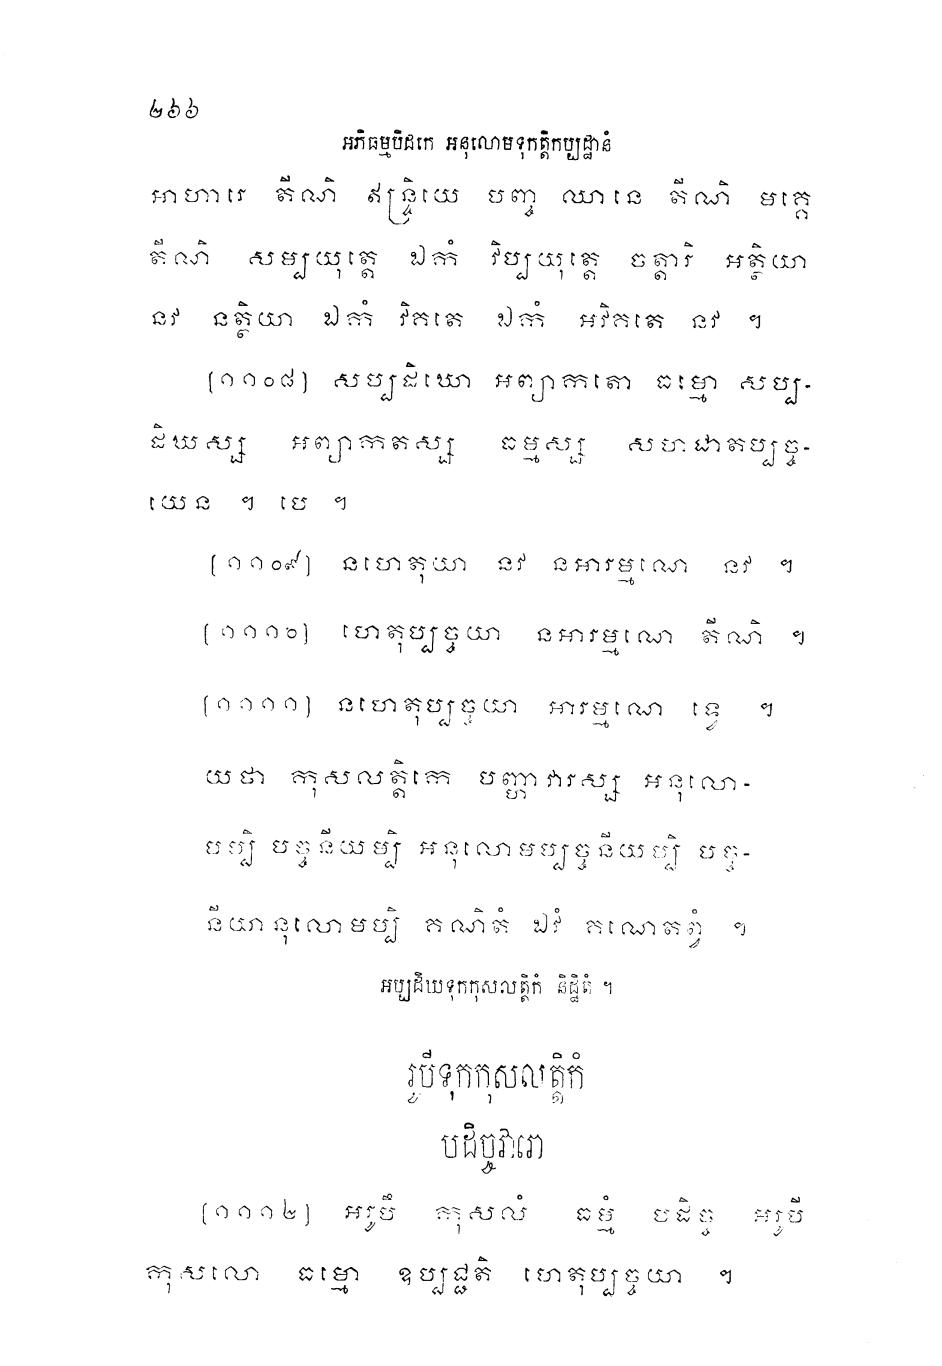 ២៦៦
អភិធម្មបិដកេ អនុលោមទុកត្តិកប្បដ្ឋានំ
អាហារេ តីណិ ឥន្ទ្រិយេ បញ្ច ឈានេ តីណិ មគ្គេ
តីណិ សម្បយុត្តេ ឯកំ វិប្បយុត្តេ ចត្តារិ អត្ថិយា
នវ នត្ថិយា ឯកំ វិគតេ ឯកំ អវិគតេ នវ ។
[១១០៨] សប្បដិឃោ អព្យាកតោ ធម្មោ សប្ប-
ដិឃស្ស អព្យាកតស្ស ធម្មស្ស សហជាតប្បច្ច-
យេន ។ បេ ។
[១១០៩] នហេតុយា នវ នអារម្មណេ នវ ។
[១១១០] ហេតុប្បច្ចយា នអារម្មណេ តីណិ ។
[១១១១] នហេតុប្បច្ចយា អារម្មណេ ទ្វេ ។
យថា កុសលត្តិកេ បញ្ហាវារស្ស អនុលោ-
មម្បិ បច្ចនីយម្បិ អនុលោមប្បច្ចនីយម្បិ បច្ច-
នីយានុលោមម្បិ គណិតំ ឯវំ គណេតព្វំ ។
អប្បដិឃទុកកុសលត្តិកំ និដ្ឋិតំ ។
រូបីទុកកុសលត្តិកំ
បដិច្ចវារោ
[១១១២] អរូបឹ កុសលំ ធម្មំ បដិច្ច អរូបី
កុសលោ ធម្មោ ឧប្បជ្ជតិ ហេតុប្បច្ចយា ។